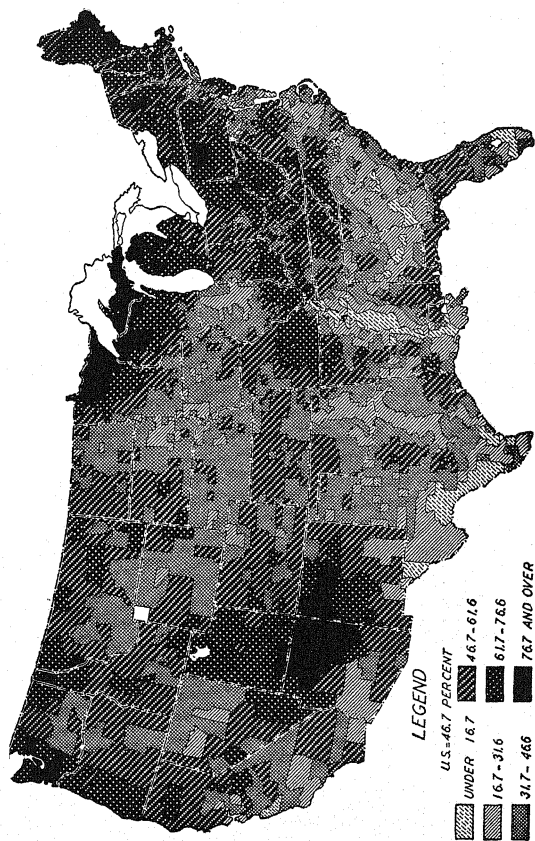 LEGEND
U.S.=46.7 PERCENT
UNDER 16.7
16.7-31.6
31.7-46.6
46.7-61.6
61.7-76.6
76.7 AND OVER